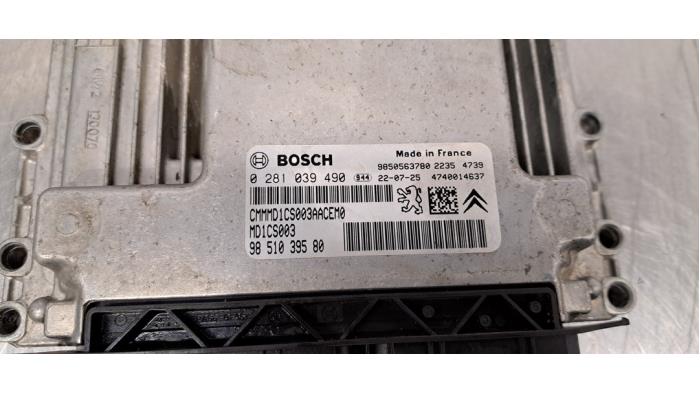 BOSCH
Made in France
0 281 039 490 944
9850563780 2235 4739
22-07-25 4740014637
CMMMD1CS003AACEM0
MD1CS003
98 510 395 80